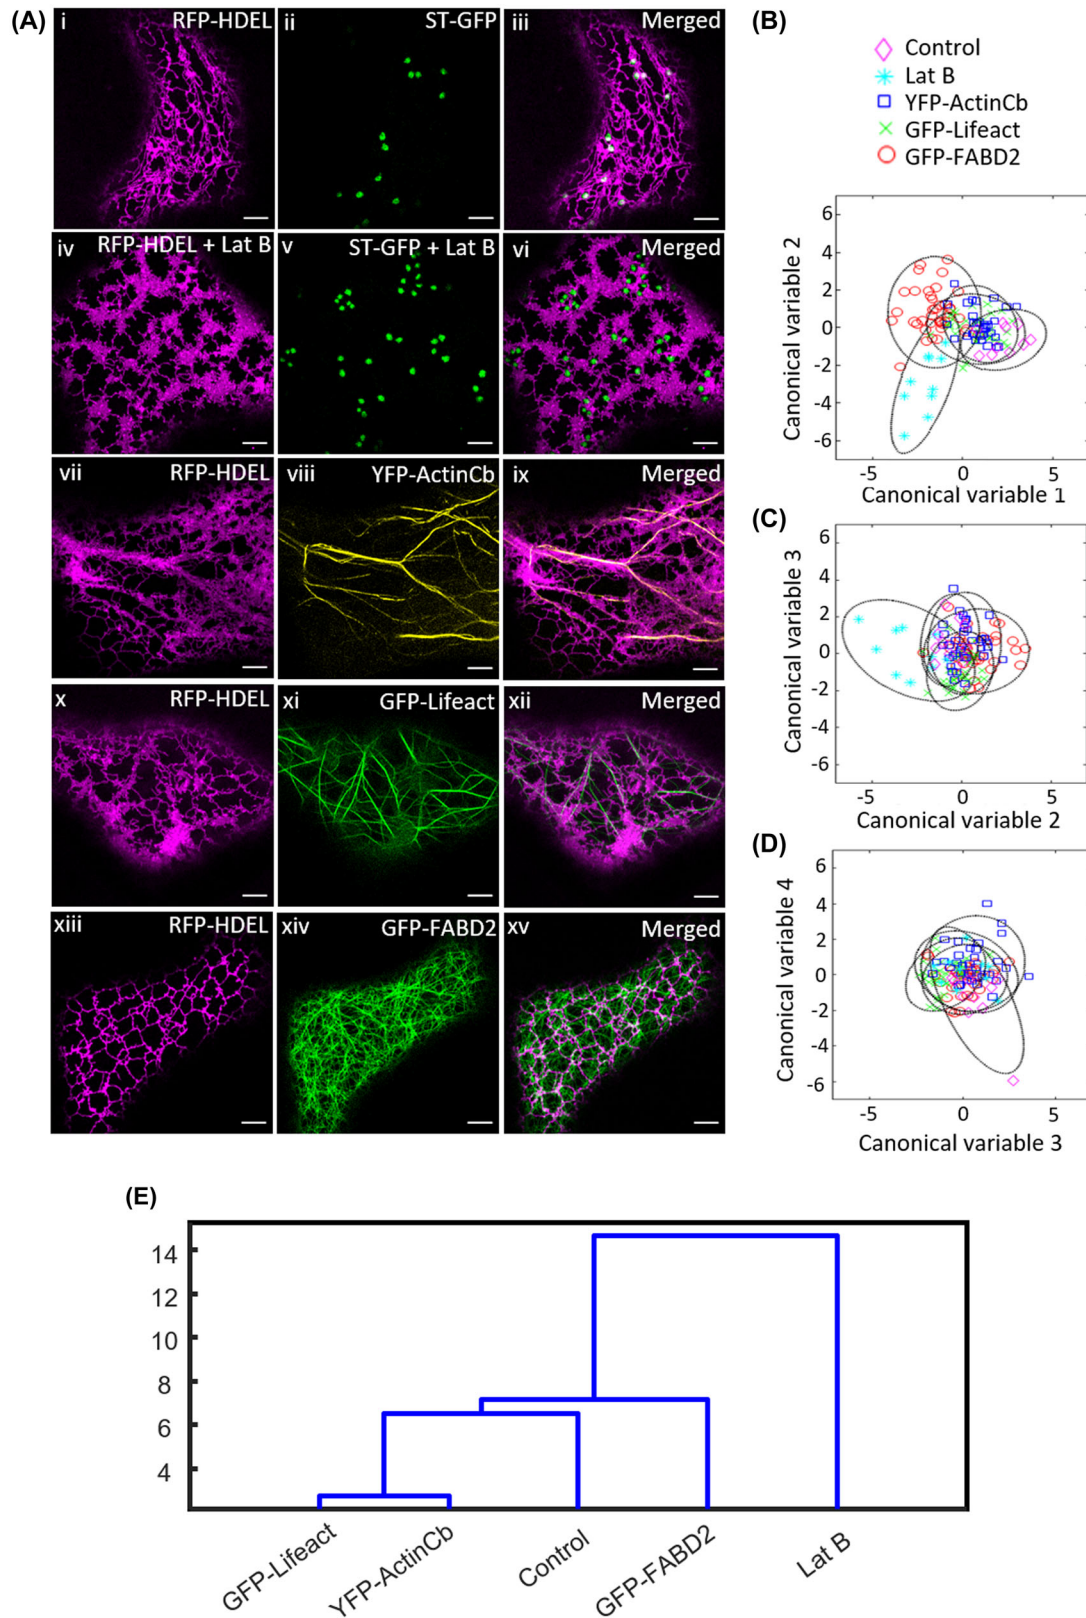 (A)
i RFP-HDEL
ii ST-GFP
iii Merged
iv RFP-HDEL + Lat B
v ST-GFP + Lat B
vi Merged
vii RFP-HDEL
viii YFP-ActinCb
ix Merged
x RFP-HDEL
xi GFP-Lifeact
xii Merged
xiii RFP-HDEL
xiv GFP-FABD2
xv Merged
(B)
Control
Lat B
YFP-ActinCb
GFP-Lifeact
GFP-FABD2
Canonical variable 2
6
4
2
0
-2
-4
-6
-5 0 5
Canonical variable 1
(C)
Canonical variable 3
6
4
2
0
-2
-4
-6
-5 0 5
Canonical variable 2
(D)
Canonical variable 4
6
4
2
0
-2
-4
-6
-5 0 5
Canonical variable 3
(E)
14
12
10
8
6
4
GFP-Lifeact
YFP-ActinCb
Control
GFP-FABD2
Lat B